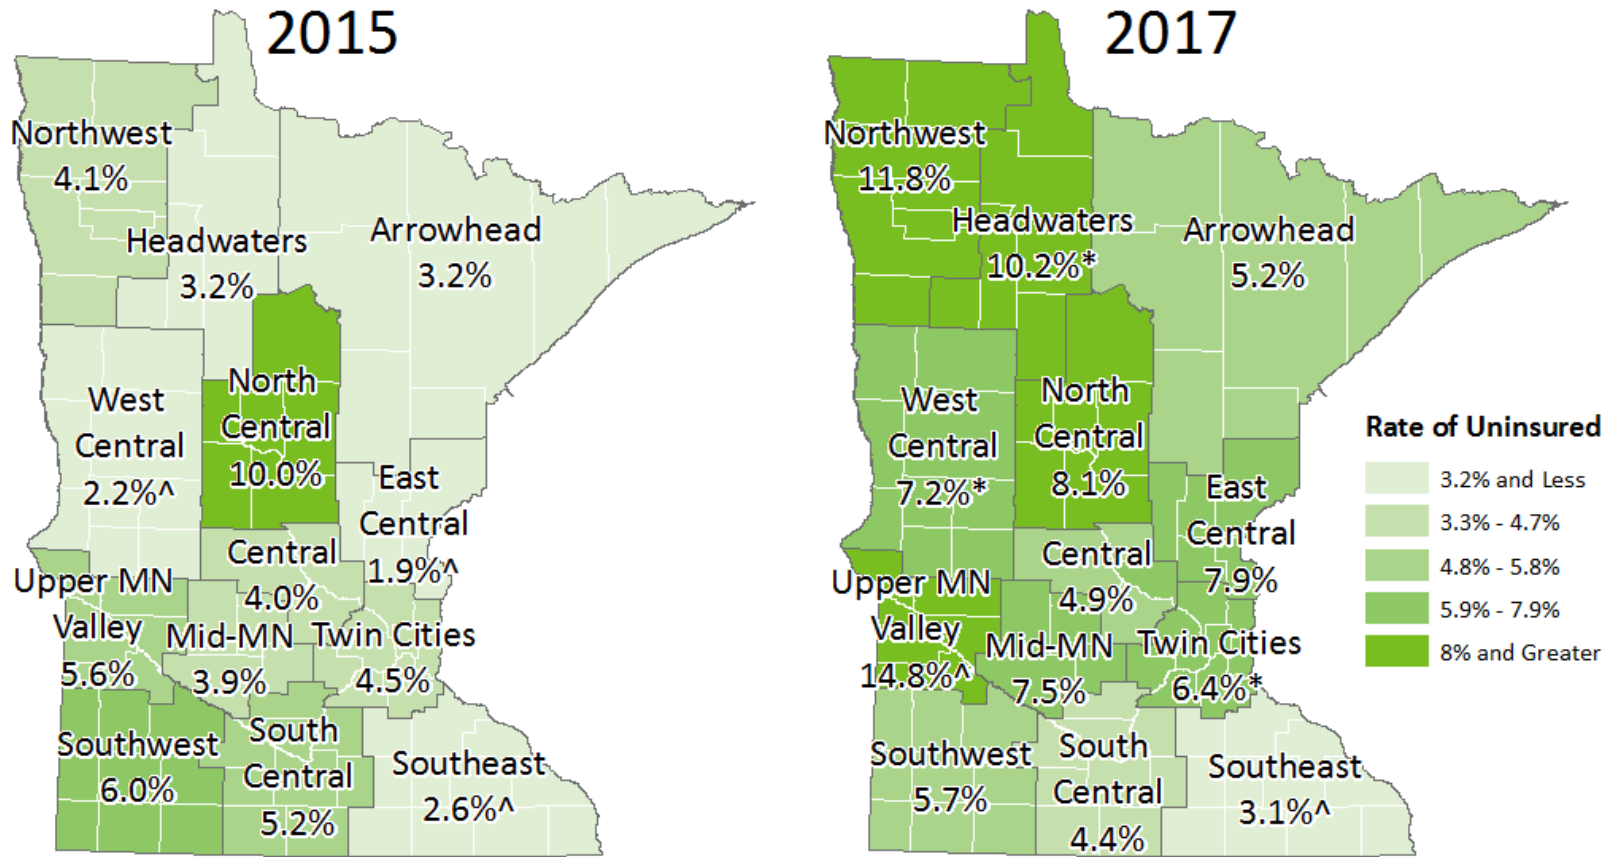 2015
Northwest
4.1%
Headwaters
3.2%
Arrowhead
3.2%
West
Central
2.2%^
North
Central
10.0%
East
Central
1.9%^
Central
4.0%
Upper MN
Valley
5.6%
Mid-MN
3.9%
Twin Cities
4.5%
Southwest
6.0%
South
Central
5.2%
Southeast
2.6%^
2017
Northwest
11.8%
Headwaters
10.2%*
Arrowhead
5.2%
West
Central
7.2%*
North
Central
8.1%
East
Central
7.9%
Central
4.9%
Upper MN
Valley
14.8%^
Mid-MN
7.5%
Twin Cities
6.4%*
Southwest
5.7%
South
Central
4.4%
Southeast
3.1%^
Rate of Uninsured
3.2% and Less
3.3% - 4.7%
4.8% - 5.8%
5.9% - 7.9%
8% and Greater